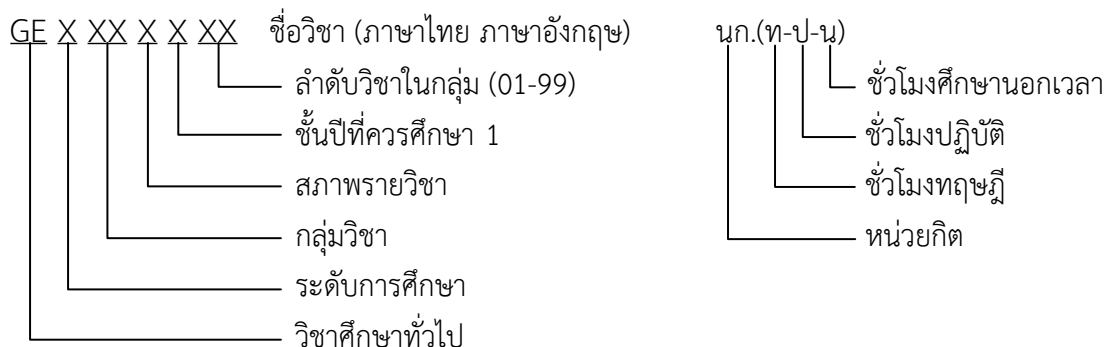 GE X XX X X XX ชื่อวิชา (ภาษาไทย ภาษาอังกฤษ) นก.(ท-ป-น)
ลำดับวิชาในกลุ่ม (01-99) ชั่วโมงศึกษานอกเวลา
ชั้นปีที่ควรศึกษา 1 ชั่วโมงปฏิบัติ
สภาพรายวิชา ชั่วโมงทฤษฎี
กลุ่มวิชา หน่วยกิต
ระดับการศึกษา
วิชาศึกษาทั่วไป